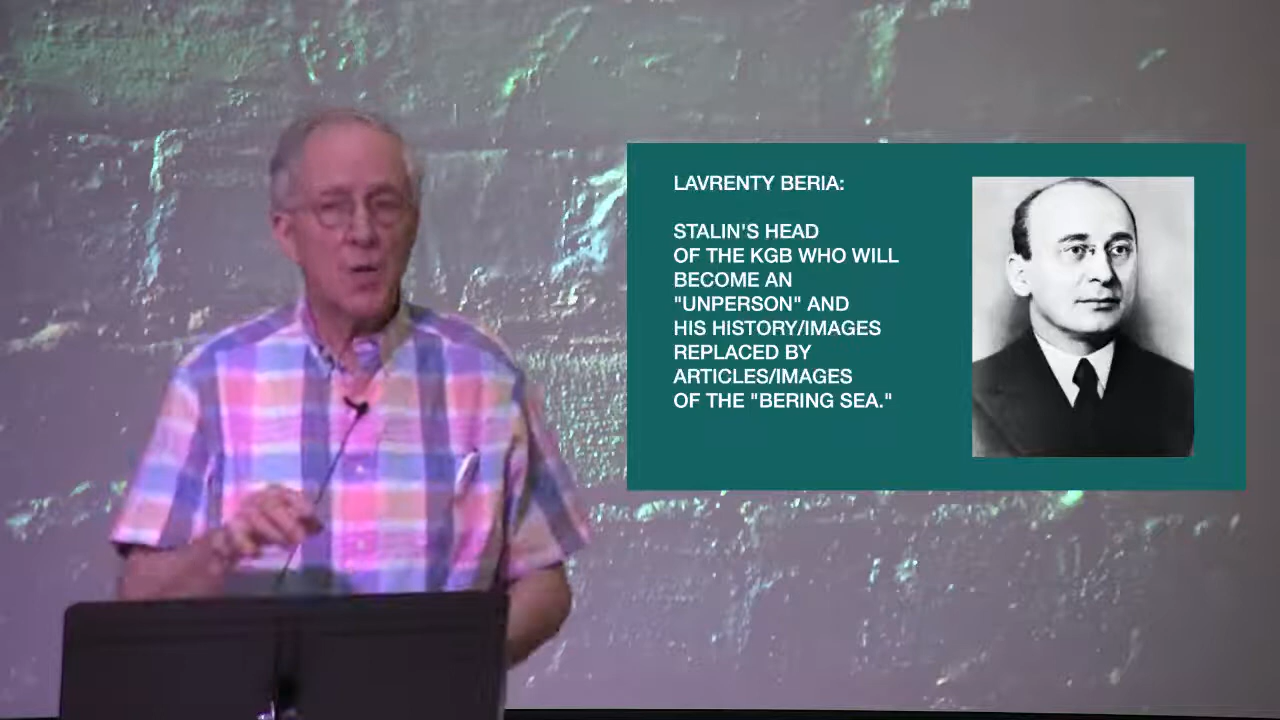 LAVRENTY BERIA:
STALIN'S HEAD
OF THE KGB WHO WILL
BECOME AN
"UNPERSON" AND
HIS HISTORY/IMAGES
REPLACED BY
ARTICLES/IMAGES
OF THE "BERING SEA."